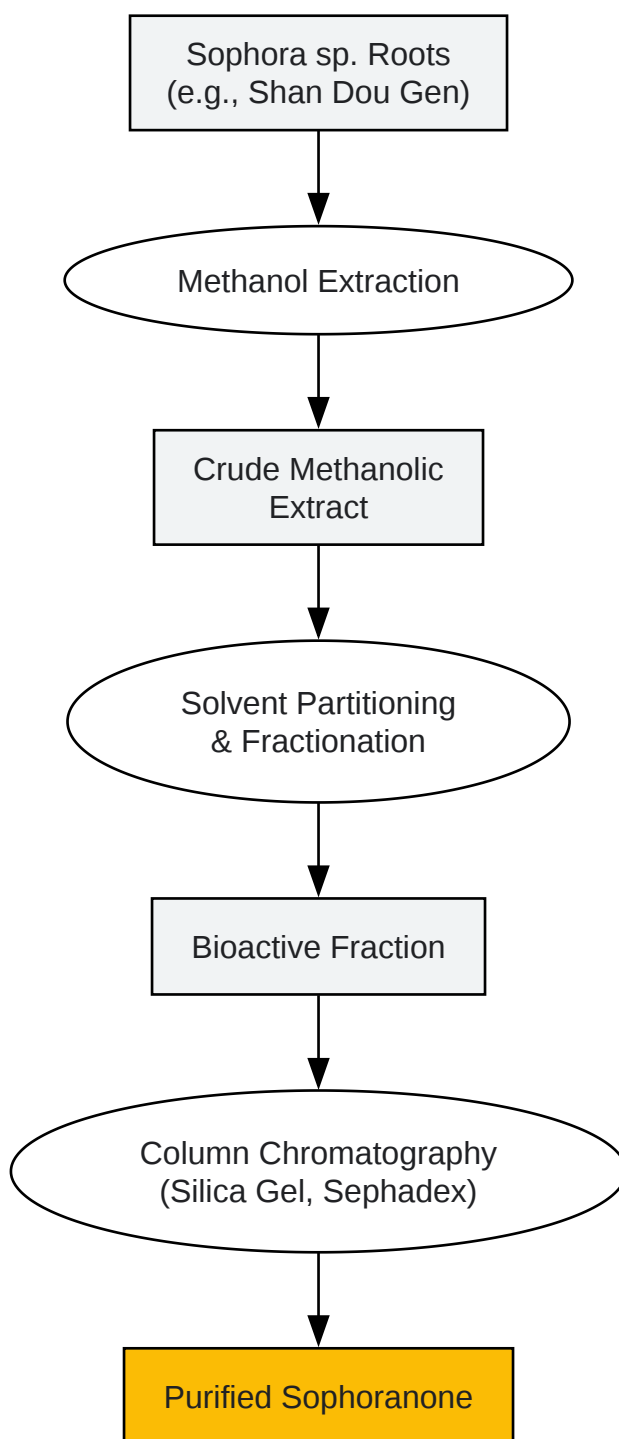 Sophora sp. Roots
(e.g., Shan Dou Gen)
Methanol Extraction
Crude Methanolic
Extract
Solvent Partitioning
& Fractionation
Bioactive Fraction
Column Chromatography
(Silica Gel, Sephadex)
Purified Sophoranone